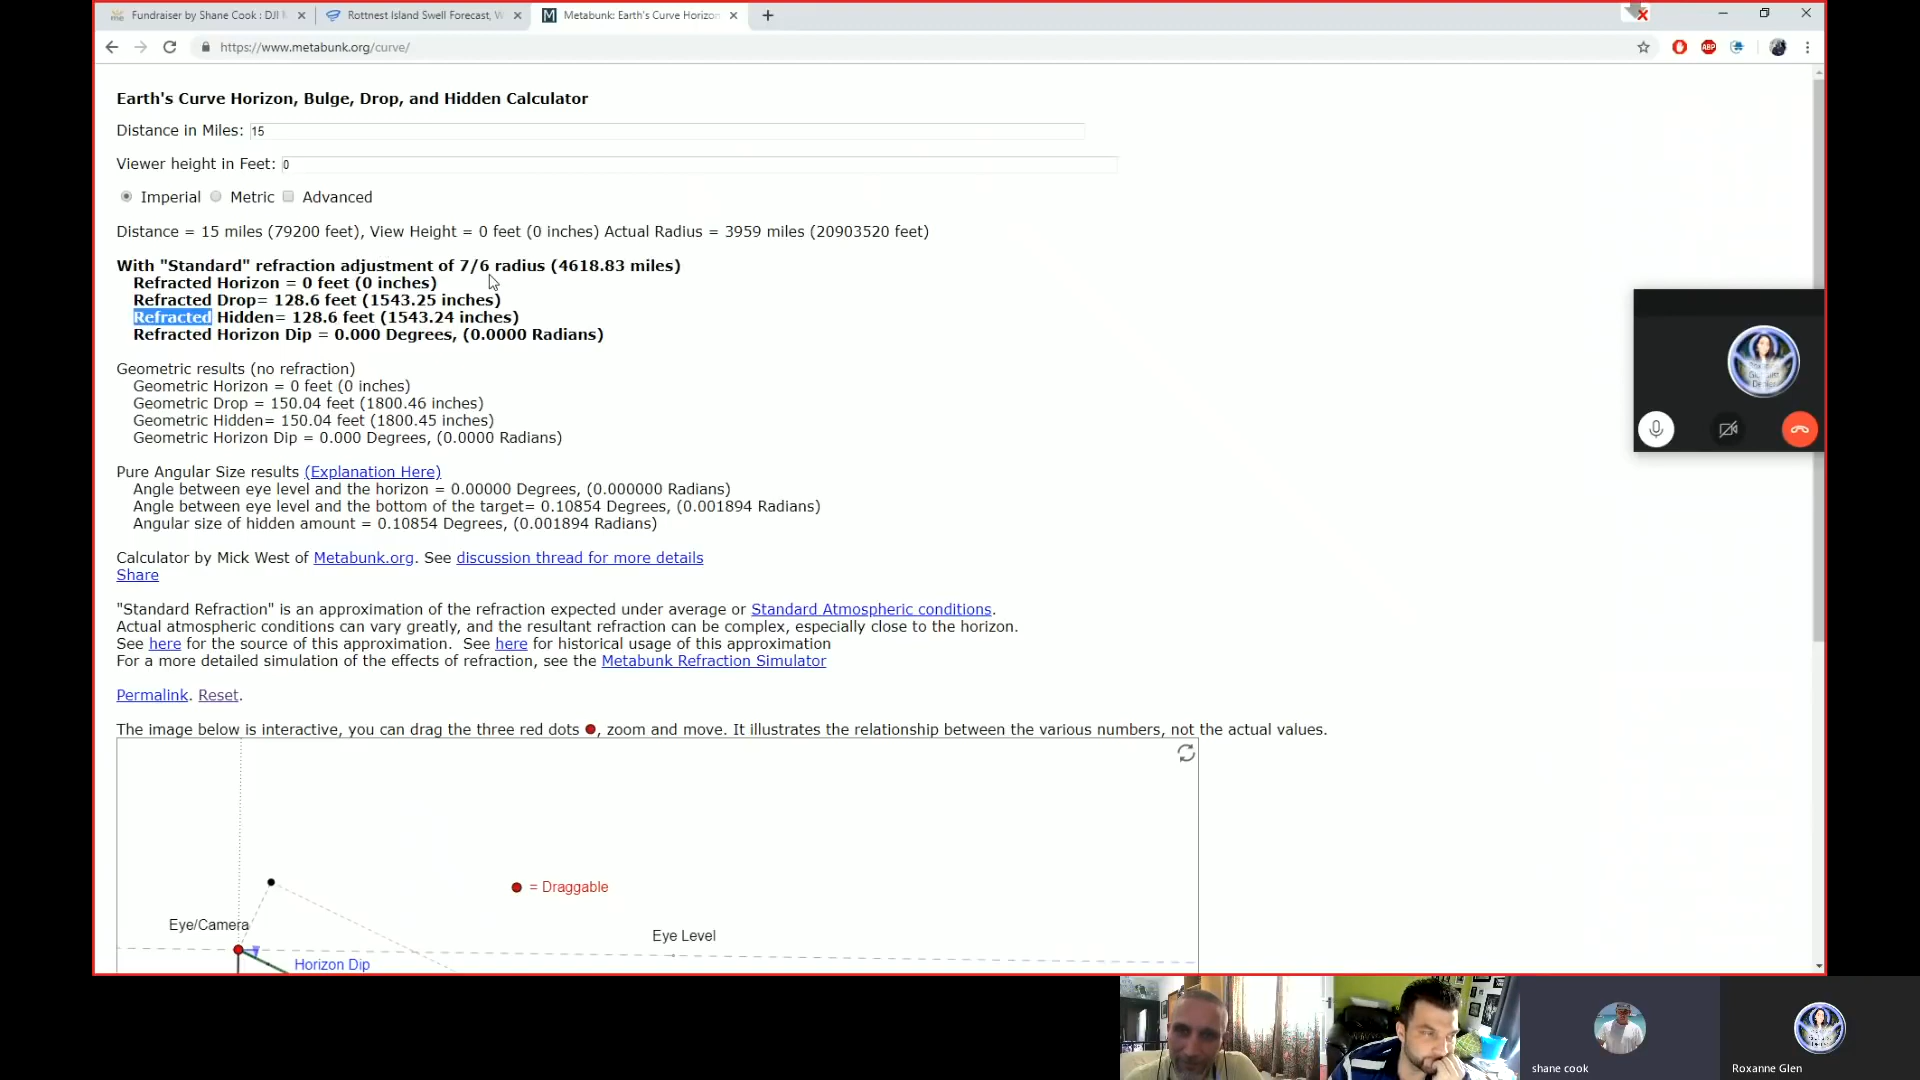 Fundraiser by Shane Cook : DJI
Rottnest Island Swell Forecast,
Metabunk: Earth's Curve Horizon
https://www.metabunk.org/curve/
ABP
Earth's Curve Horizon, Bulge, Drop, and Hidden Calculator
Distance in Miles: 15
Viewer height in Feet: 0
Imperial Metric Advanced
Distance = 15 miles (79200 feet), View Height = 0 feet (0 inches) Actual Radius = 3959 miles (20903520 feet)
With "Standard" refraction adjustment of 7/6 radius (4618.83 miles)
Refracted Horizon = 0 feet (0 inches)
Refracted Drop= 128.6 feet (1543.25 inches)
Refracted Hidden= 128.6 feet (1543.24 inches)
Refracted Horizon Dip = 0.000 Degrees, (0.0000 Radians)
Geometric results (no refraction)
Geometric Horizon = 0 feet (0 inches)
Geometric Drop = 150.04 feet (1800.46 inches)
Geometric Hidden= 150.04 feet (1800.45 inches)
Geometric Horizon Dip = 0.000 Degrees, (0.0000 Radians)
Pure Angular Size results (Explanation Here)
Angle between eye level and the horizon = 0.00000 Degrees, (0.000000 Radians)
Angle between eye level and the bottom of the target= 0.10854 Degrees, (0.001894 Radians)
Angular size of hidden amount = 0.10854 Degrees, (0.001894 Radians)
Calculator by Mick West of Metabunk.org. See discussion thread for more details
Share
"Standard Refraction" is an approximation of the refraction expected under average or Standard Atmospheric conditions.
Actual atmospheric conditions can vary greatly, and the resultant refraction can be complex, especially close to the horizon.
See here for the source of this approximation. See here for historical usage of this approximation
For a more detailed simulation of the effects of refraction, see the Metabunk Refraction Simulator
Permalink. Reset.
The image below is interactive, you can drag the three red dots , zoom and move. It illustrates the relationship between the various numbers, not the actual values.
= Draggable
Eye/Camera
Eye Level
Horizon Dip
shane cook
Roxanne Glen